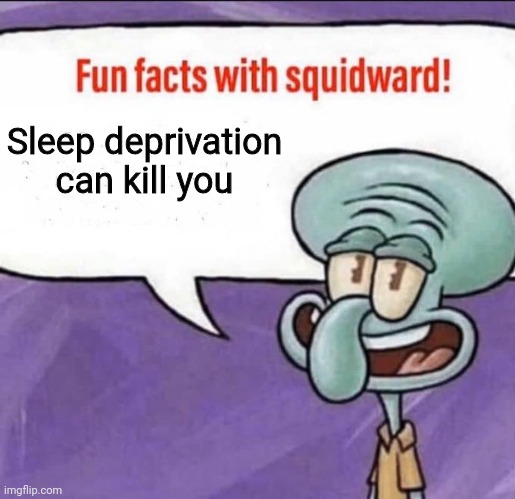 Fun facts with squidward!
Sleep deprivation
can kill you
imgflip.com